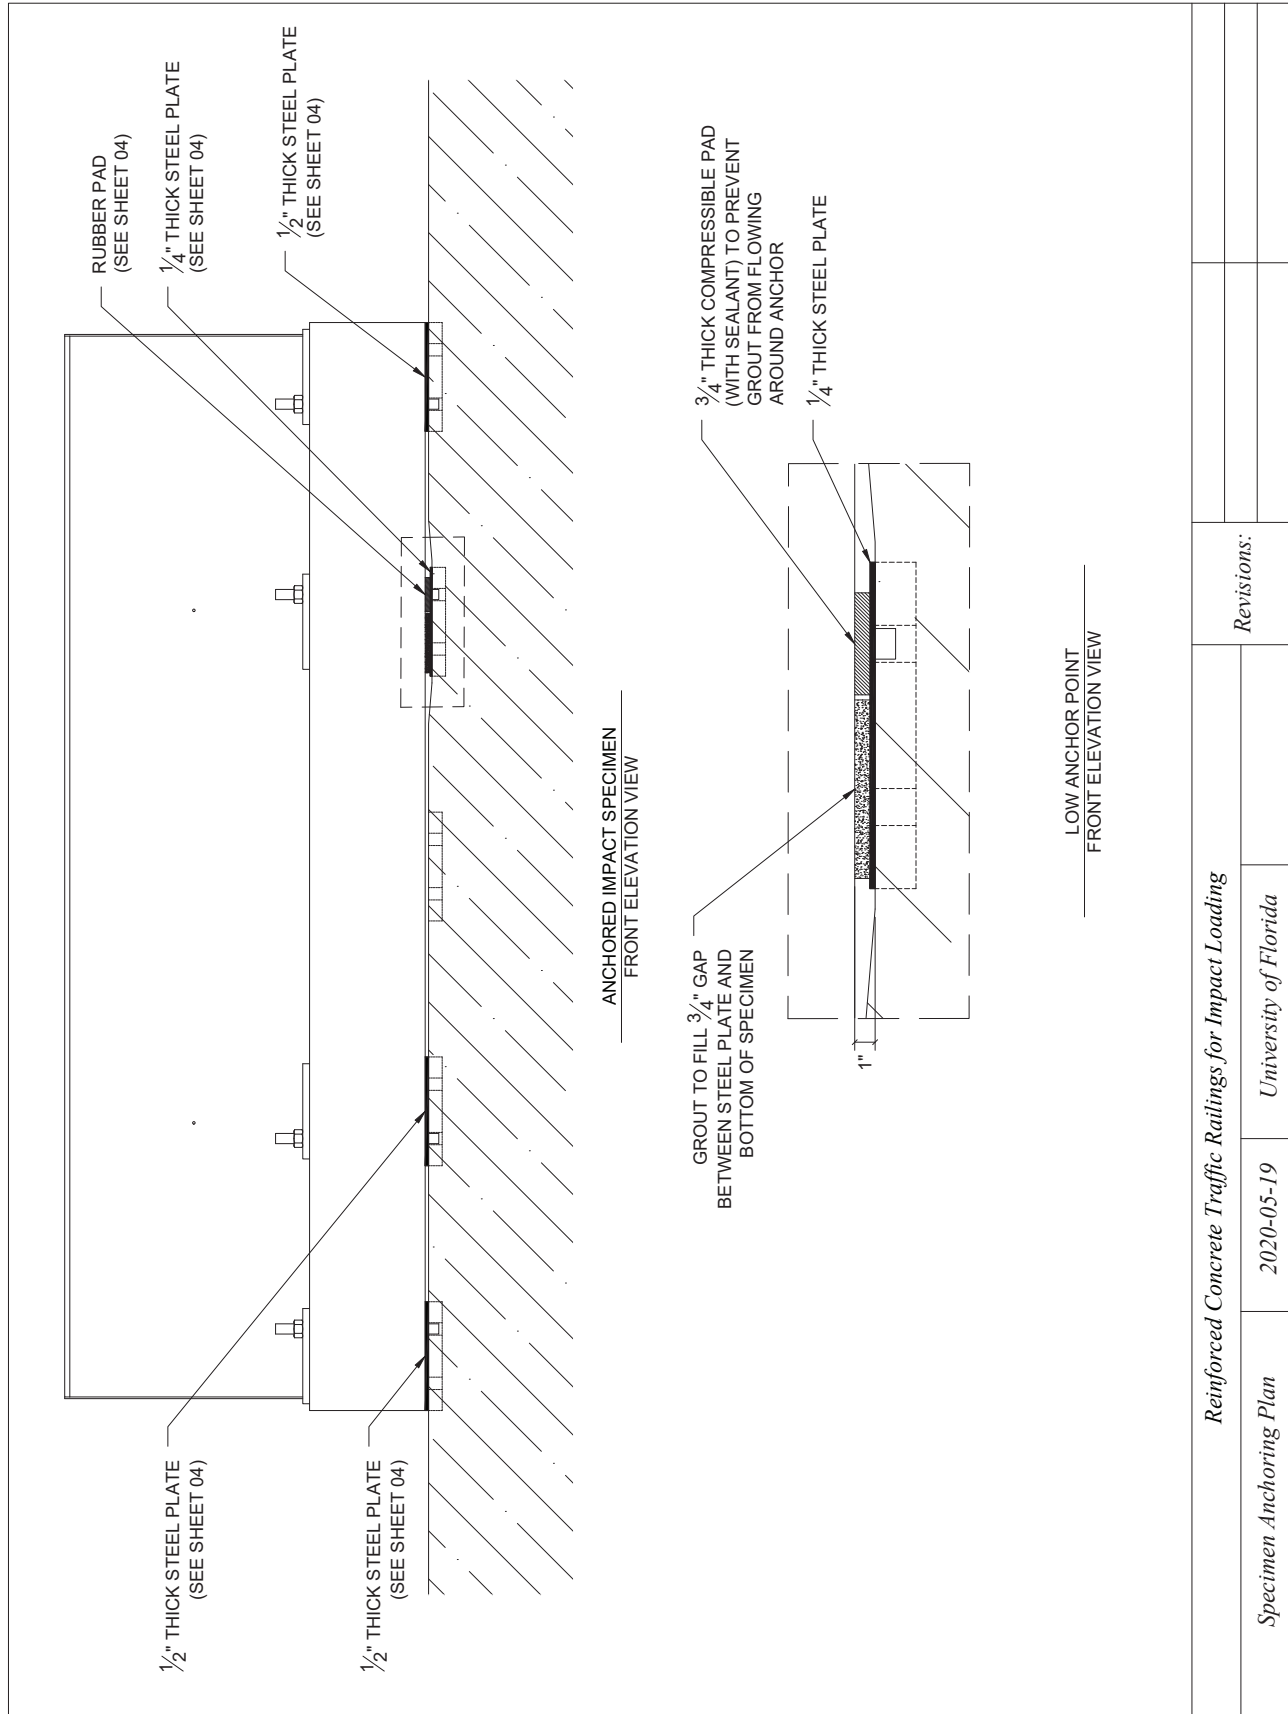 ½" THICK STEEL PLATE
(SEE SHEET 04)
½" THICK STEEL PLATE
(SEE SHEET 04)
RUBBER PAD
(SEE SHEET 04)
¼" THICK STEEL PLATE
(SEE SHEET 04)
½" THICK STEEL PLATE
(SEE SHEET 04)
ANCHORED IMPACT SPECIMEN
FRONT ELEVATION VIEW
GROUT TO FILL ¾" GAP
BETWEEN STEEL PLATE AND
BOTTOM OF SPECIMEN
¾" THICK COMPRESSIBLE PAD
(WITH SEALANT) TO PREVENT
GROUT FROM FLOWING
AROUND ANCHOR
¼" THICK STEEL PLATE
1"
LOW ANCHOR POINT
FRONT ELEVATION VIEW
Reinforced Concrete Traffic Railings for Impact Loading
Revisions:
Specimen Anchoring Plan
2020-05-19
University of Florida